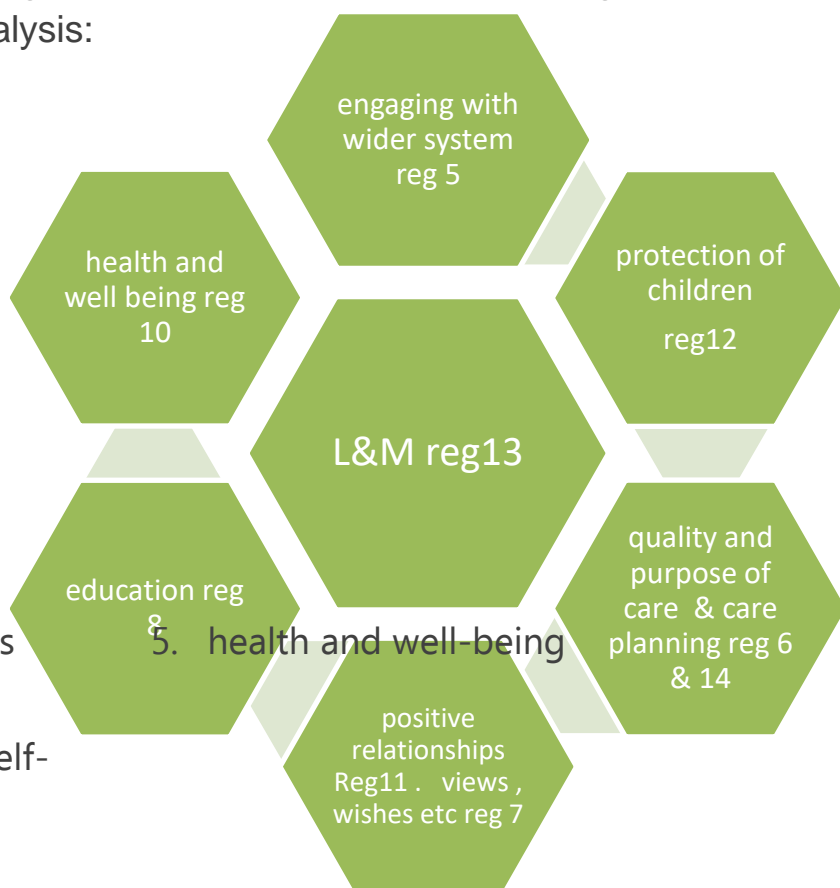 alysis:
engaging with
wider system
reg 5
health and
well being reg
10
protection of
children
reg12
L&M reg13
education reg
8
quality and
purpose of
care & care
planning reg 6
& 14
s
5. health and well-being
positive
relationships
Reg11 . views ,
wishes etc reg 7
elf-